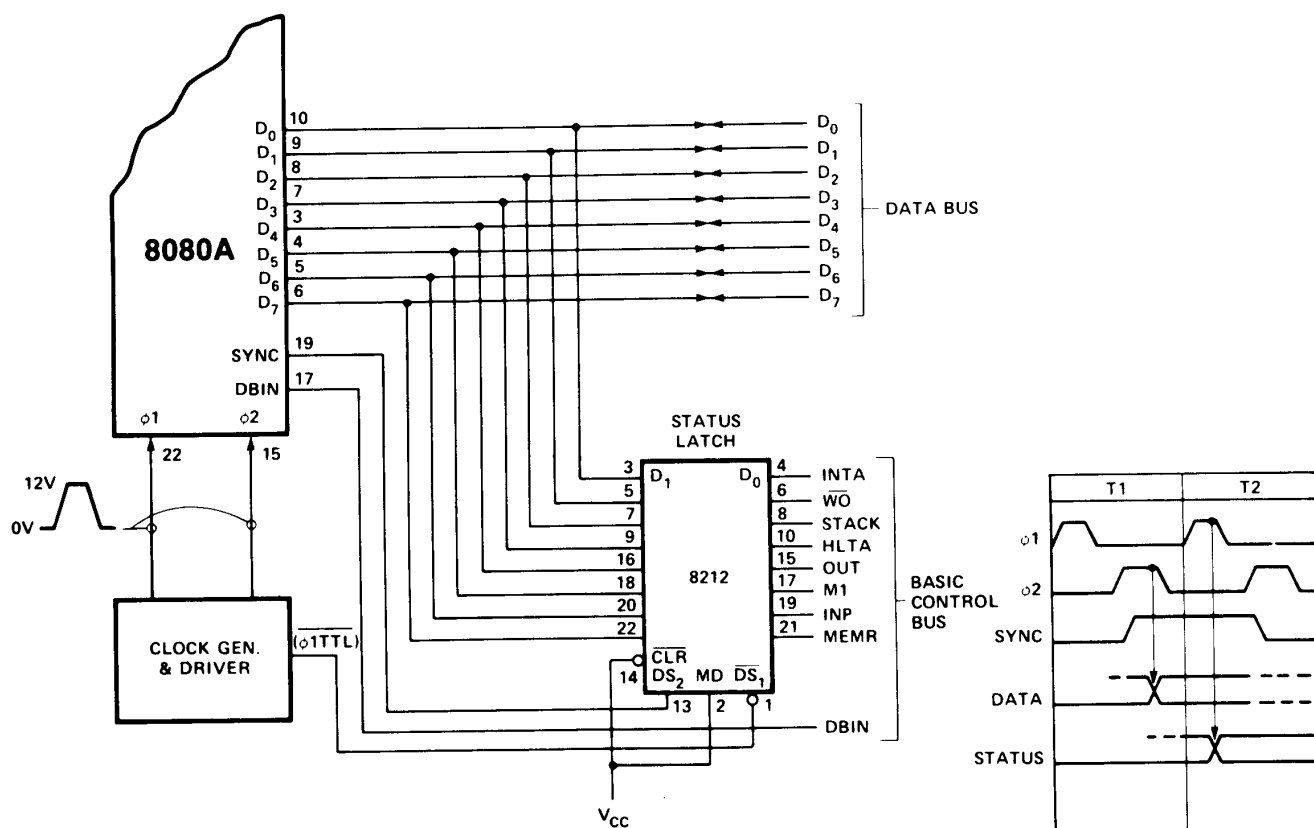 10
D0
D0
9
D1
D1
8
D2
D2
7
D3
D3
3
D4
D4
4
D5
D5
5
D6
D6
6
D7
D7
DATA BUS
8080A
SYNC 19
DBIN 17
φ1 φ2
22 15
12V
0V
CLOCK GEN.
& DRIVER
(φ1TTL)
STATUS
LATCH
3 D1 D0 4 INTA
5 6 WO
7 8 STACK
9 10 HLTA
16 15 OUT
18 8212 17 M1
20 19 INP
22 21 MEMR
14 CLR
DS2 MD DS1
13 2 1
DBIN
VCC
BASIC
CONTROL
BUS
T1 T2
φ1
φ2
SYNC
DATA
STATUS